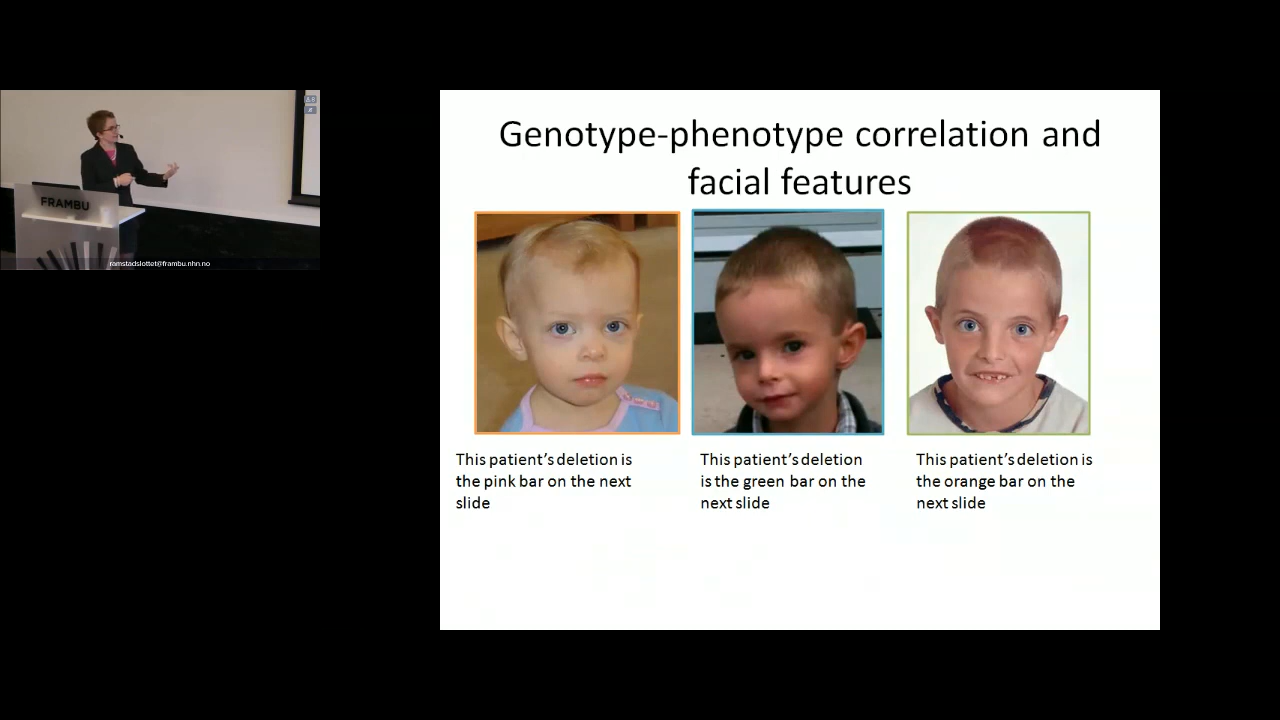 FRAMBU
ramstadslottet@frambu.nhn.no
Genotype-phenotype correlation and
facial features
This patient's deletion is
the pink bar on the next
slide
This patient's deletion
is the green bar on the
next slide
This patient's deletion is
the orange bar on the
next slide